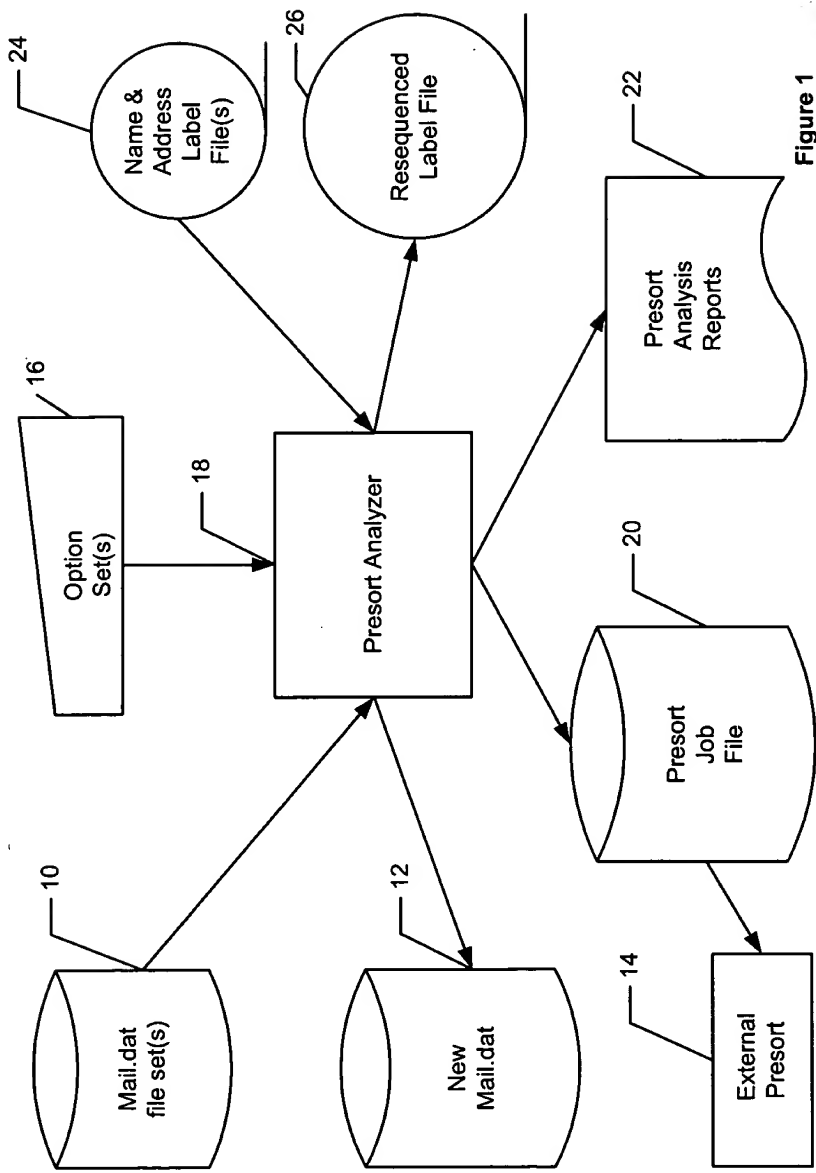 10
Mail.dat
file set(s)
16
Option
Set(s)
24
Name &
Address
Label
File(s)
12
New
Mail.dat
18
Presort Analyzer
26
Resequenced
Label File
14
External
Presort
20
Presort
Job
File
22
Presort
Analysis
Reports
Figure 1